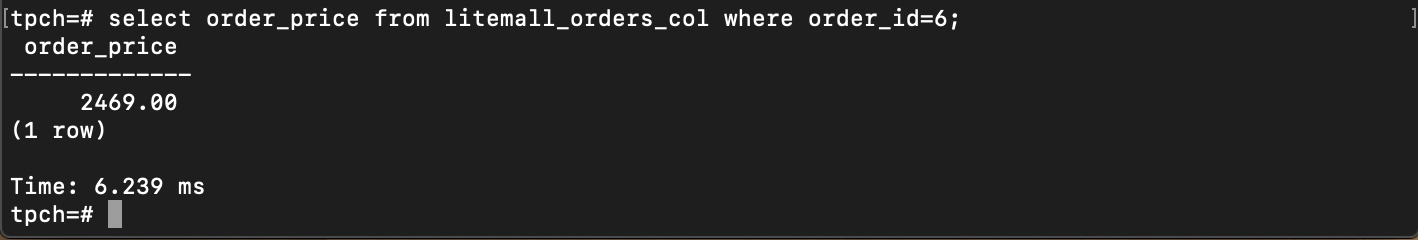 [tpch=# select order_price from litemall_orders_col where order_id=6; ]
 order_price
-------------
     2469.00
(1 row)

Time: 6.239 ms
tpch=#